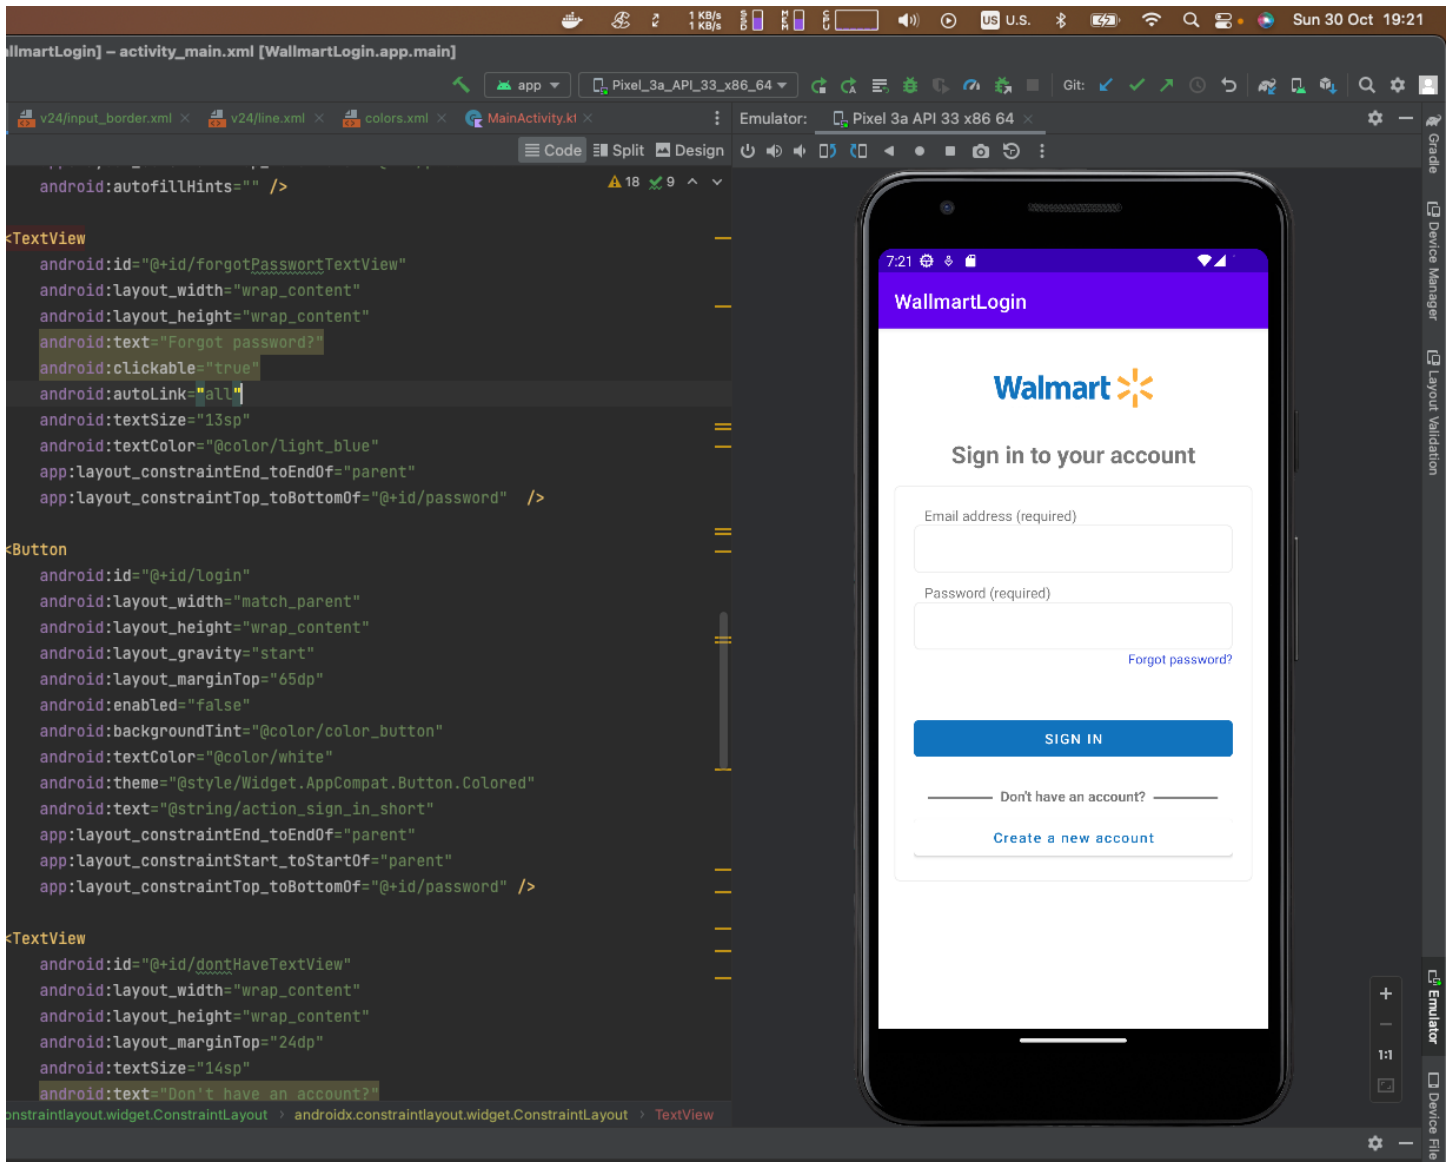 1 KB/s
1 KB/s
SSD
MEM
CPU
US U.S.
Sun 30 Oct 19:21
llmartLogin] – activity_main.xml [WallmartLogin.app.main]
app
Pixel_3a_API_33_x86_64
Git:
v24/input_border.xml
v24/line.xml
colors.xml
MainActivity.kt
Emulator:
Pixel 3a API 33 x86 64
Code
Split
Design
android:autofillHints="" />
18
9
<TextView
android:id="@+id/forgotPasswortTextView"
android:layout_width="wrap_content"
android:layout_height="wrap_content"
android:text="Forgot password?"
android:clickable="true"
android:autoLink="all"
android:textSize="13sp"
android:textColor="@color/light_blue"
app:layout_constraintEnd_toEndOf="parent"
app:layout_constraintTop_toBottomOf="@+id/password" />
<Button
android:id="@+id/login"
android:layout_width="match_parent"
android:layout_height="wrap_content"
android:layout_gravity="start"
android:layout_marginTop="65dp"
android:enabled="false"
android:backgroundTint="@color/color_button"
android:textColor="@color/white"
android:theme="@style/Widget.AppCompat.Button.Colored"
android:text="@string/action_sign_in_short"
app:layout_constraintEnd_toEndOf="parent"
app:layout_constraintStart_toStartOf="parent"
app:layout_constraintTop_toBottomOf="@+id/password" />
<TextView
android:id="@+id/dontHaveTextView"
android:layout_width="wrap_content"
android:layout_height="wrap_content"
android:layout_marginTop="24dp"
android:textSize="14sp"
android:text="Don't have an account?"
onstraintlayout.widget.ConstraintLayout › androidx.constraintlayout.widget.ConstraintLayout › TextView
7:21
WallmartLogin
Walmart
Sign in to your account
Email address (required)
Password (required)
Forgot password?
SIGN IN
Don't have an account?
Create a new account
1:1
Gradle
Device Manager
Layout Validation
Emulator
Device File